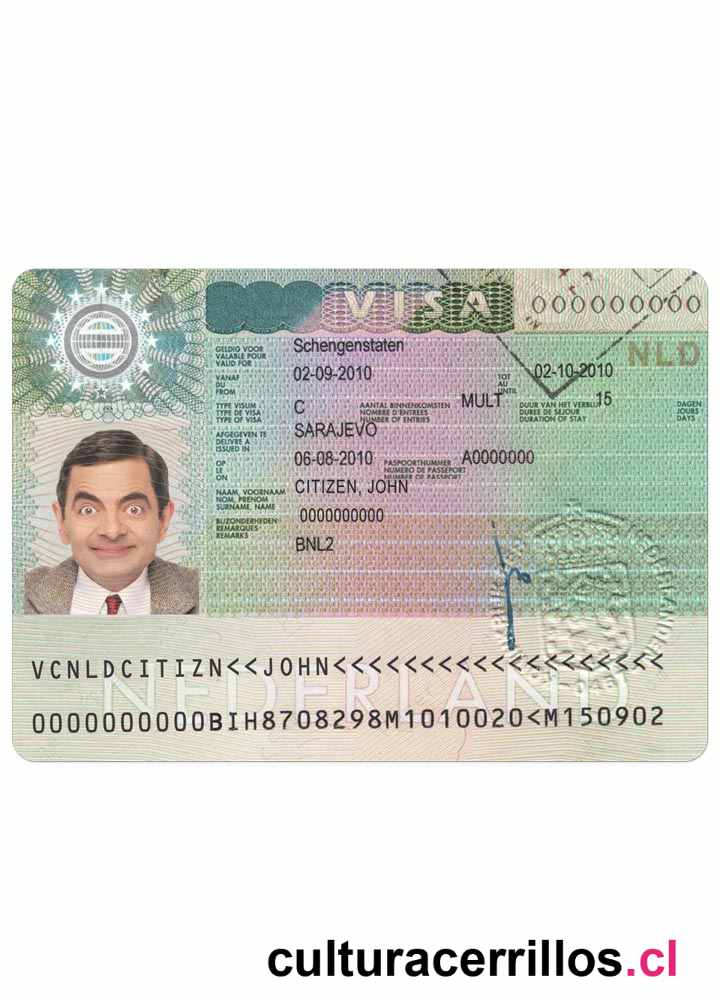 VISA
000000000
GELDIG VOOR
VALABLE POUR
VALID FOR
Schengenstaten
NLD
VANAF
DU
FROM
02-09-2010
TOT
AU
UNTIL
02-10-2010
TYPE VISUM
TYPE DE VISA
TYPE OF VISA
C
AANTAL BINNENKOMSTEN
NOMBRE D'ENTREES
NUMBER OF ENTRIES
MULT
DUUR VAN HET VERBLIJF
DUREE DE SEJOUR
DURATION OF STAY
15
DAGEN
JOURS
DAYS
AFGEGEVEN TE
DELIVRE A
ISSUED IN
SARAJEVO
OP
LE
ON
06-08-2010
PASPOORTNUMMER
NUMERO DE PASSEPORT
NUMBER OF PASSPORT
A0000000
NAAM, VOORNAAM
NOM, PRENOM
SURNAME, NAME
CITIZEN, JOHN
BIJZONDERHEDEN
REMARQUES
REMARKS
0000000000
BNL2
NEDERLAND
VCNLDCITIZN<<JOHN<<<<<<<<<<<<<<<<<<<
0000000000BIH8708298M1010020<M150902
culturacerrillos.cl